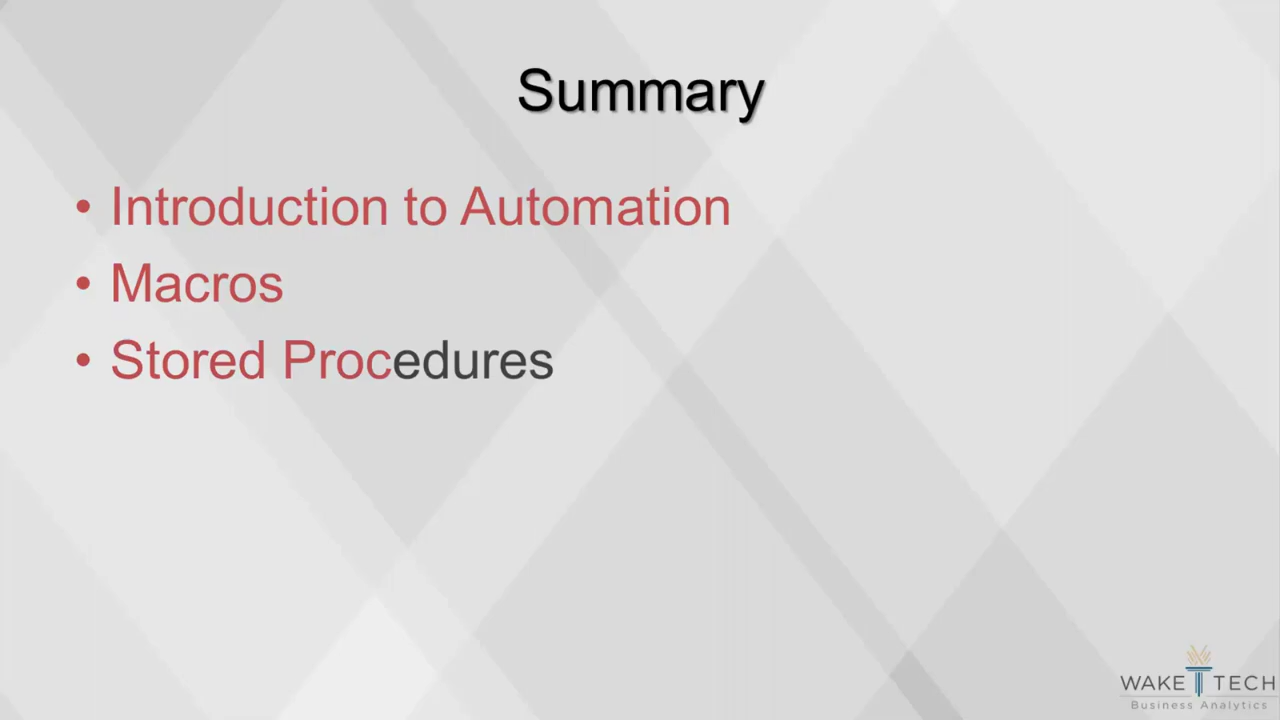 Summary
• Introduction to Automation
• Macros
• Stored Procedures
WAKE TECH
Business Analytics